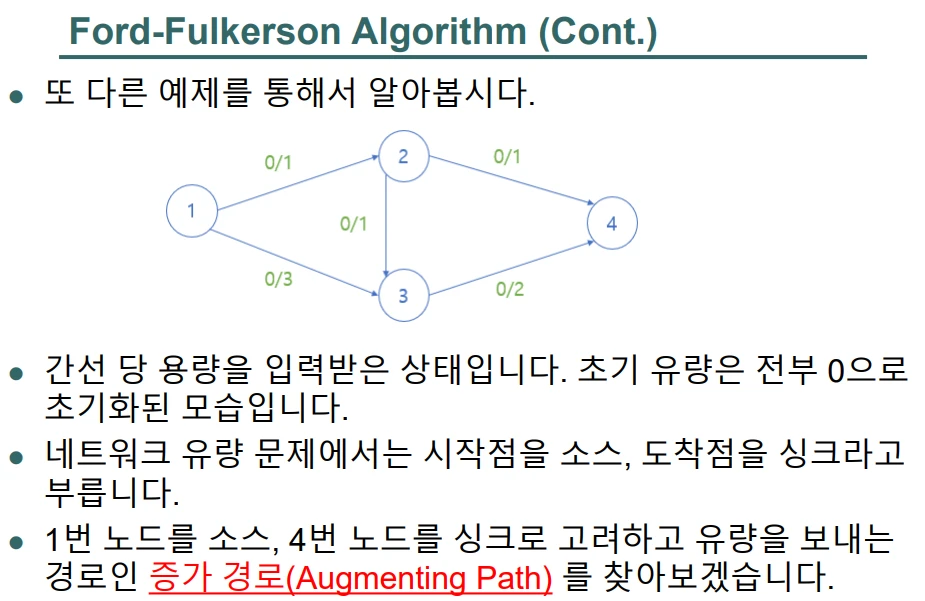 Ford-Fulkerson Algorithm (Cont.)
● 또 다른 예제를 통해서 알아봅시다.
0/1
2
0/1
1
0/1
4
0/3
3
0/2
● 간선 당 용량을 입력받은 상태입니다. 초기 유량은 전부 0으로
초기화된 모습입니다.
● 네트워크 유량 문제에서는 시작점을 소스, 도착점을 싱크라고
부릅니다.
● 1번 노드를 소스, 4번 노드를 싱크로 고려하고 유량을 보내는
경로인 증가 경로(Augmenting Path) 를 찾아보겠습니다.